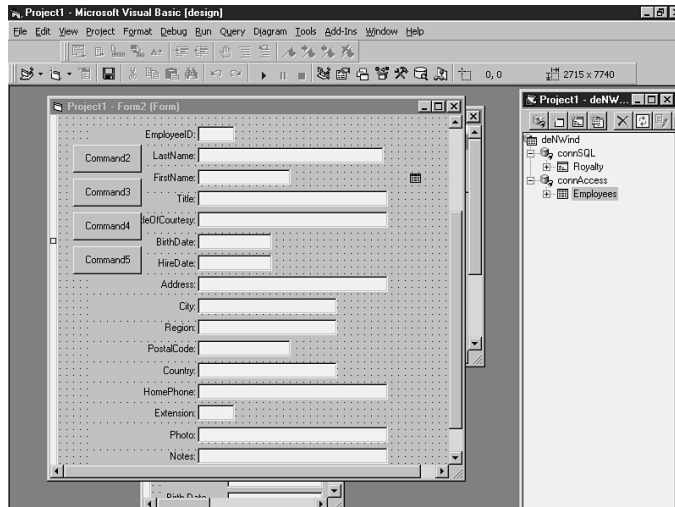 Project1 - Microsoft Visual Basic [design]
File Edit View Project Format Debug Run Query Diagram Tools Add-Ins Window Help
0, 0
2715 x 7740
Project1 - Form2 (Form)
EmployeeID:
Command2
LastName:
FirstName:
Command3
Title:
Command4
leOfCourtesy:
BirthDate:
Command5
HireDate:
Address:
City:
Region:
PostalCode:
Country:
HomePhone:
Extension:
Photo:
Notes:
Birth Date
Project1 - deNW...
deNWind
connSQL
Royalty
connAccess
Employees